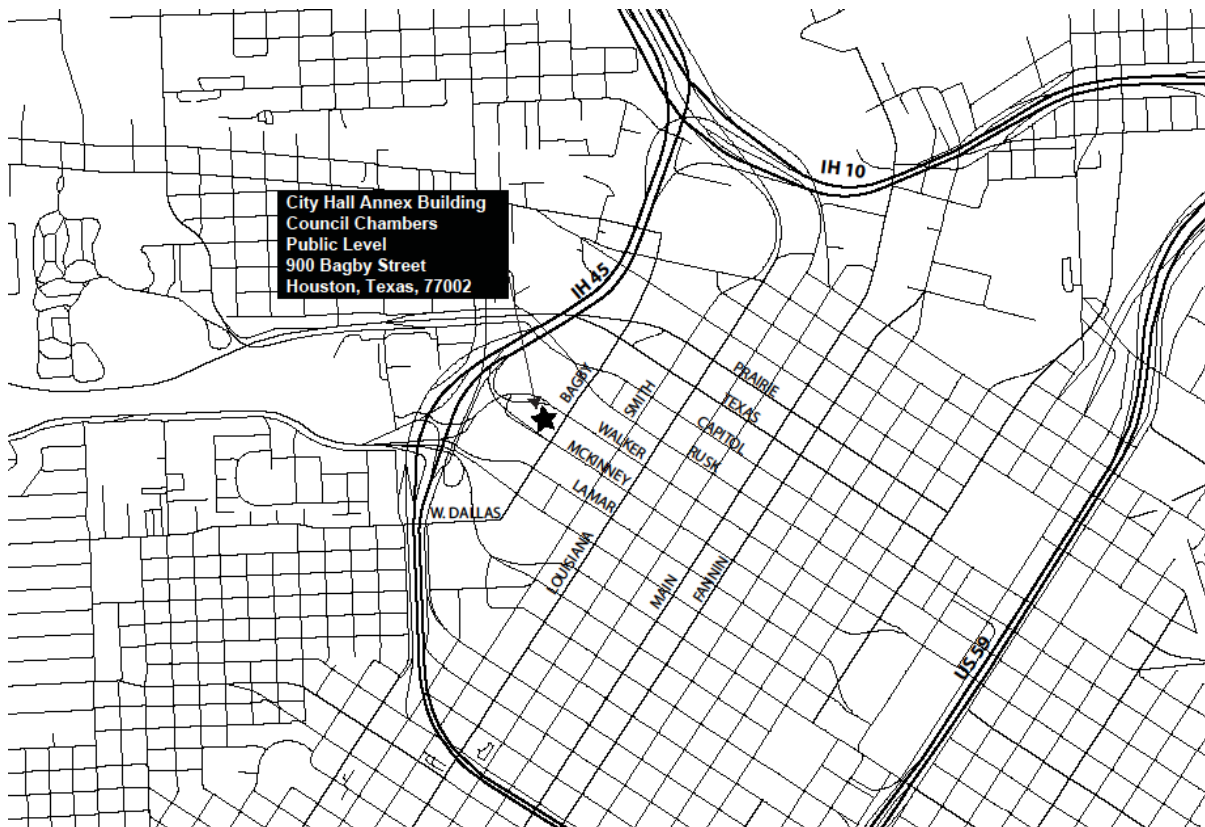 IH 10
City Hall Annex Building
Council Chambers
Public Level
900 Bagby Street
Houston, Texas, 77002
IH 45
BAGBY
SMITH
PRAIRIE
TEXAS
CAPITOL
RUSK
WALKER
MCKINNEY
LAMAR
W. DALLAS
LOUISIANA
MAIN
FANNIN
US 59